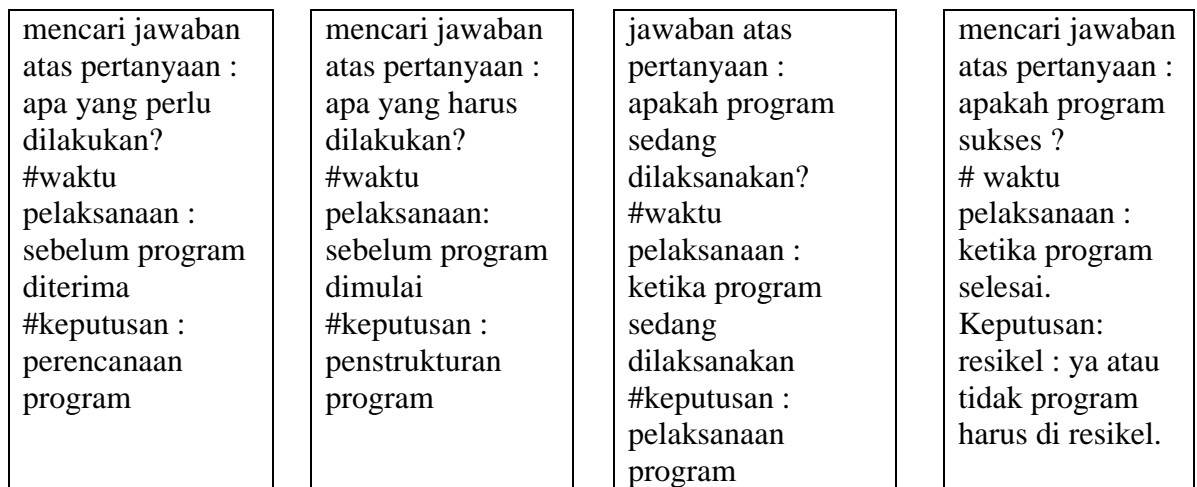 mencari jawaban
atas pertanyaan :
apa yang perlu
dilakukan?
#waktu
pelaksanaan :
sebelum program
diterima
#keputusan :
perencanaan
program
mencari jawaban
atas pertanyaan :
apa yang harus
dilakukan?
#waktu
pelaksanaan:
sebelum program
dimulai
#keputusan :
penstrukturan
program
jawaban atas
pertanyaan :
apakah program
sedang
dilaksanakan?
#waktu
pelaksanaan :
ketika program
sedang
dilaksanakan
#keputusan :
pelaksanaan
program
mencari jawaban
atas pertanyaan :
apakah program
sukses ?
# waktu
pelaksanaan :
ketika program
selesai.
Keputusan:
resikel : ya atau
tidak program
harus di resikel.